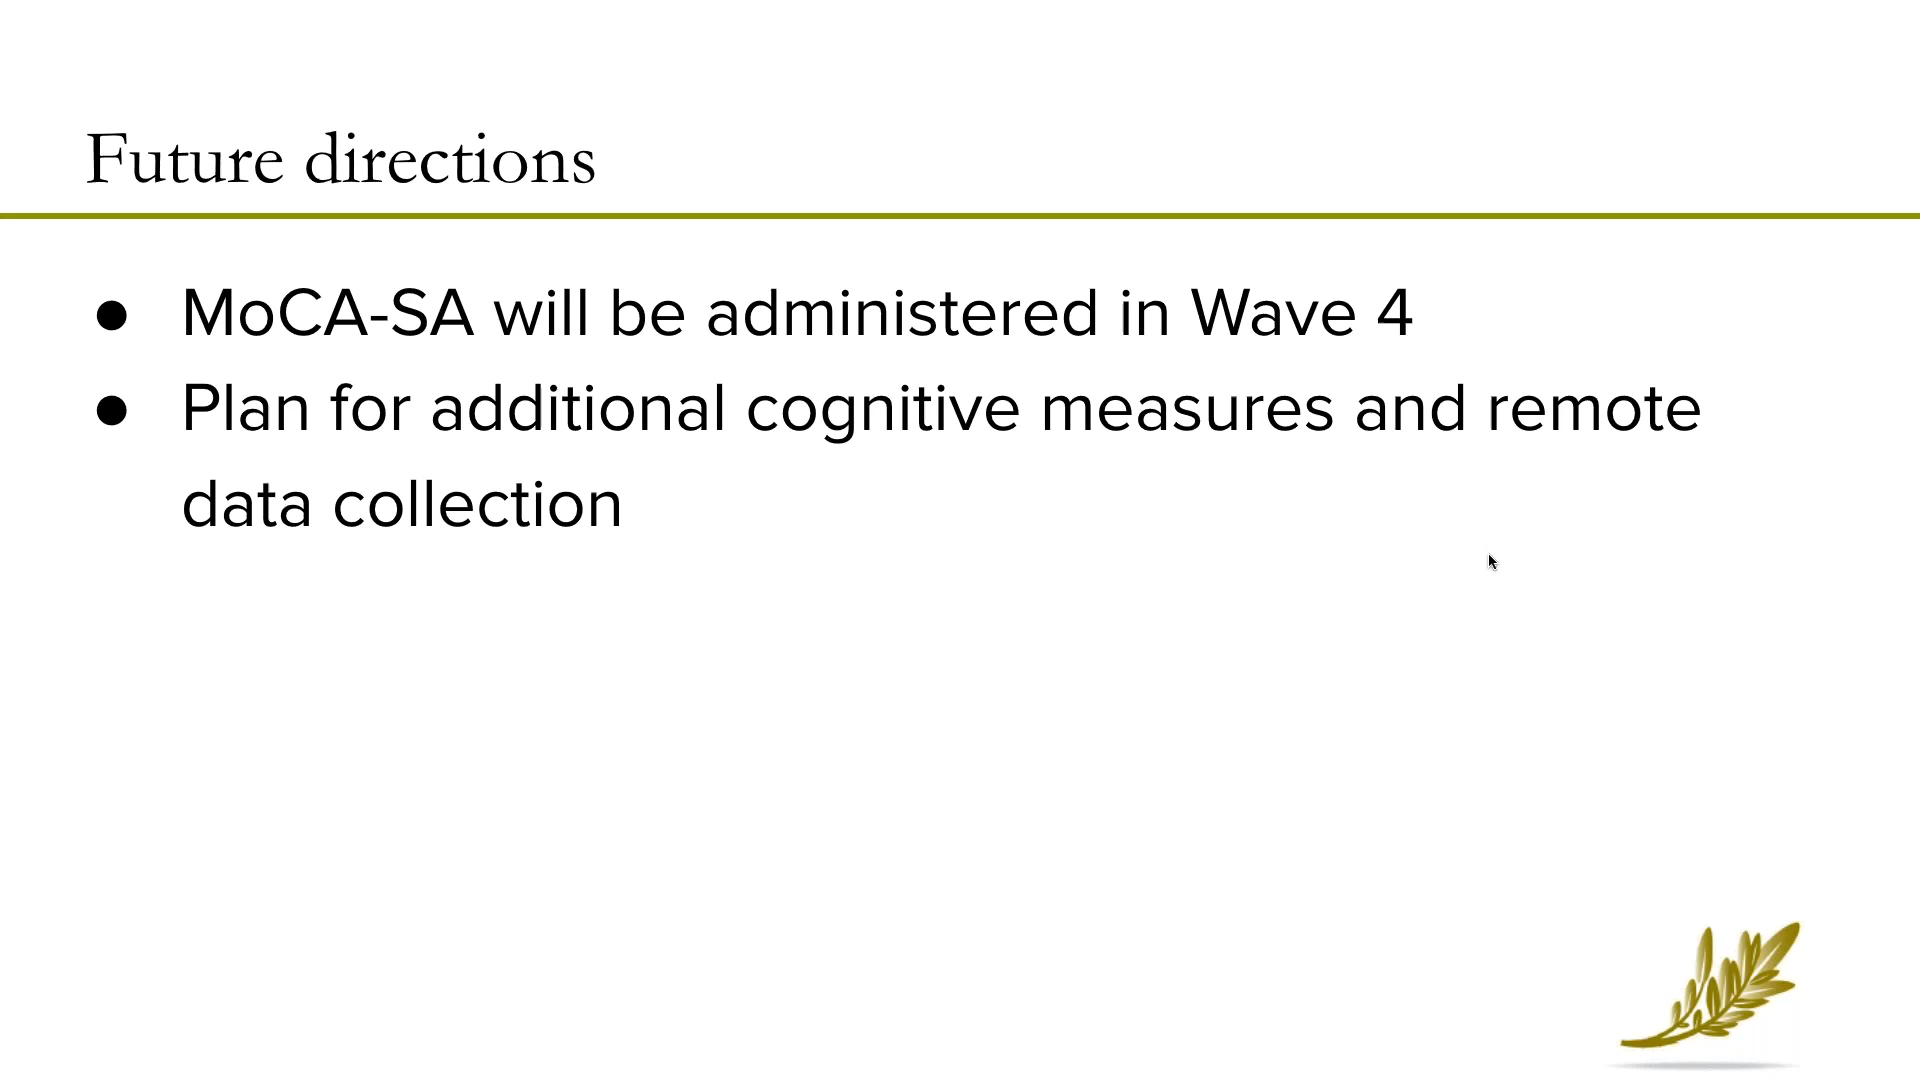 Future directions
● MoCA-SA will be administered in Wave 4
● Plan for additional cognitive measures and remote
data collection